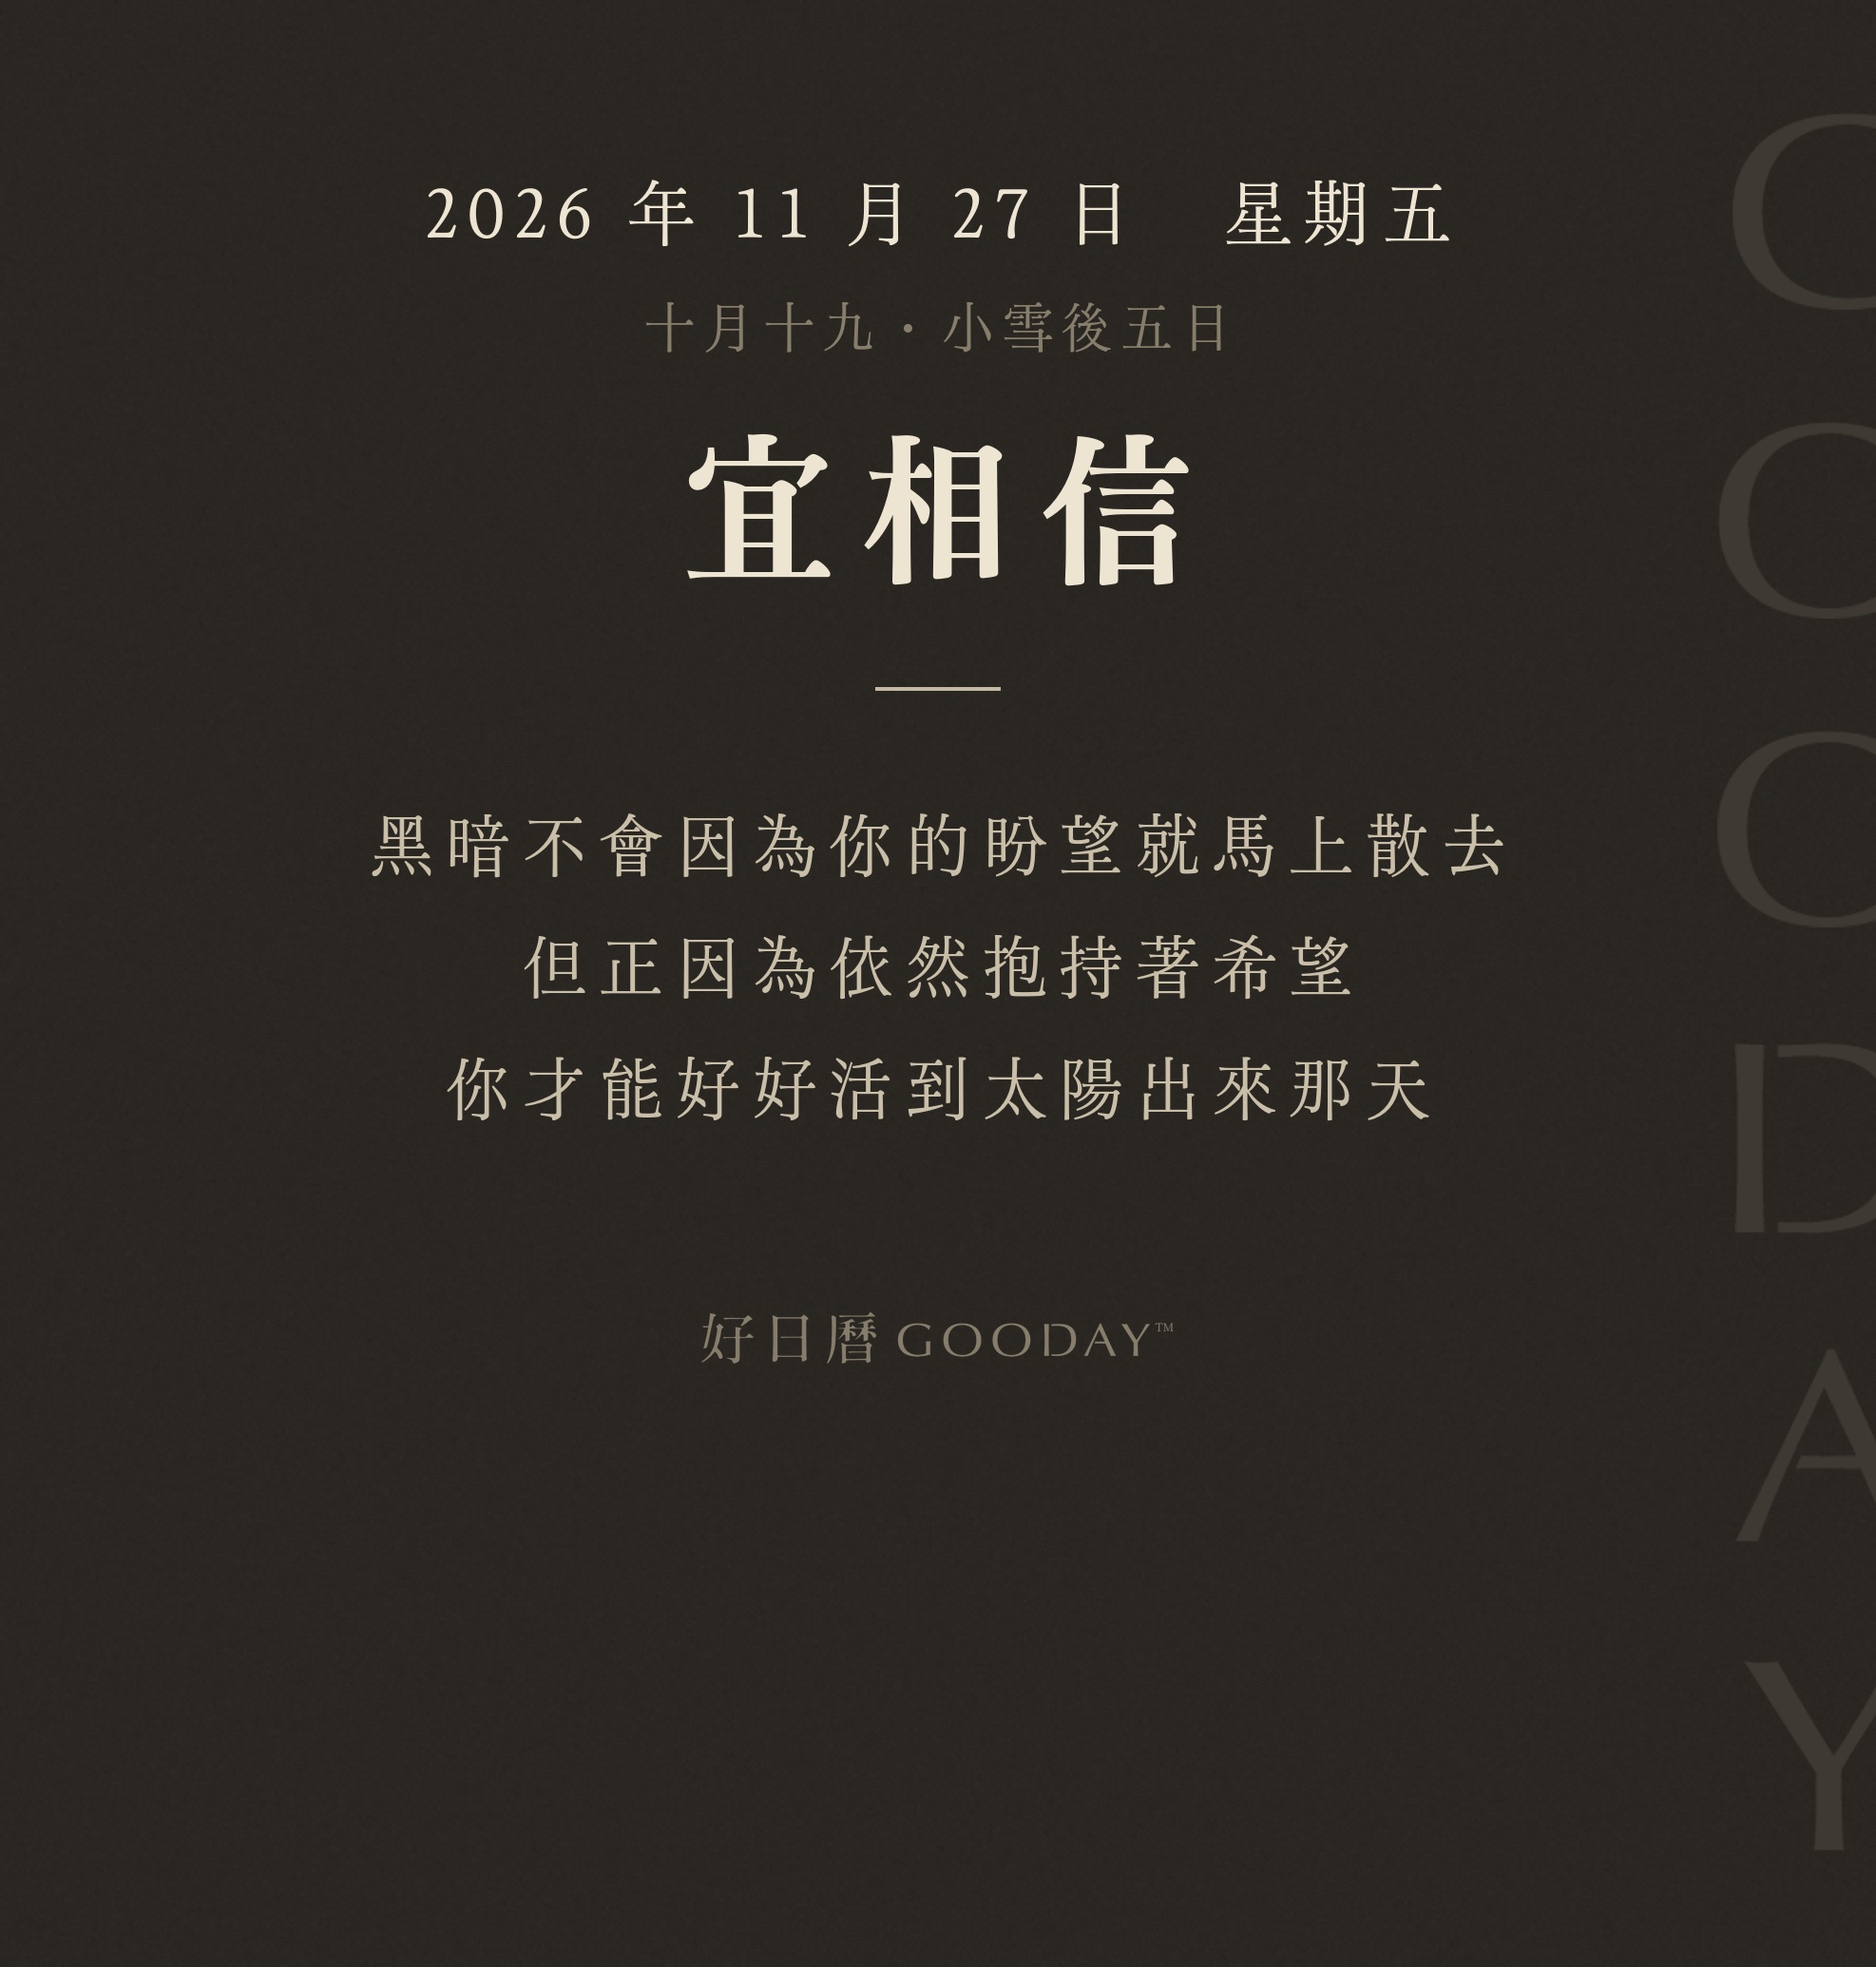 2026 年 11 月 27 日　星期五
十月十九・小雪後五日
宜相信
黑暗不會因為你的盼望就馬上散去
但正因為依然抱持著希望
你才能好好活到太陽出來那天
好日曆 GOODAY™
GOODAY